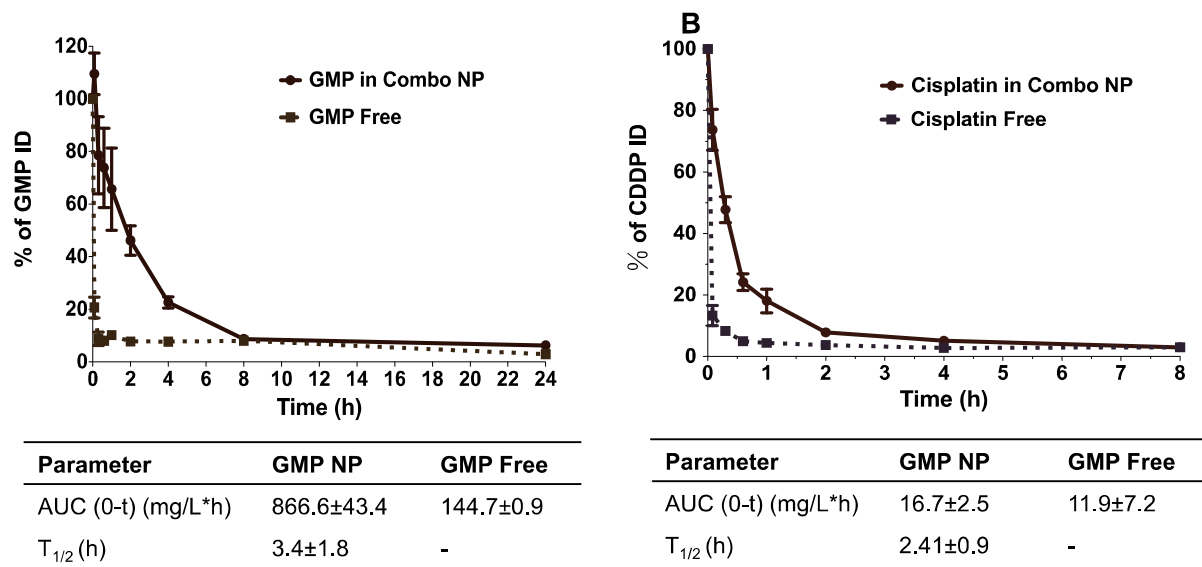 % of GMP ID
120
100
80
60
40
20
0
GMP in Combo NP
GMP Free
0 2 4 6 8 10 12 14 16 18 20 22 24
Time (h)
Parameter GMP NP GMP Free
AUC (0-t) (mg/L*h) 866.6±43.4 144.7±0.9
T1/2 (h) 3.4±1.8 -
B
% of CDDP ID
100
80
60
40
20
0
Cisplatin in Combo NP
Cisplatin Free
0 1 2 3 4 5 6 7 8
Time (h)
Parameter GMP NP GMP Free
AUC (0-t) (mg/L*h) 16.7±2.5 11.9±7.2
T1/2 (h) 2.41±0.9 -